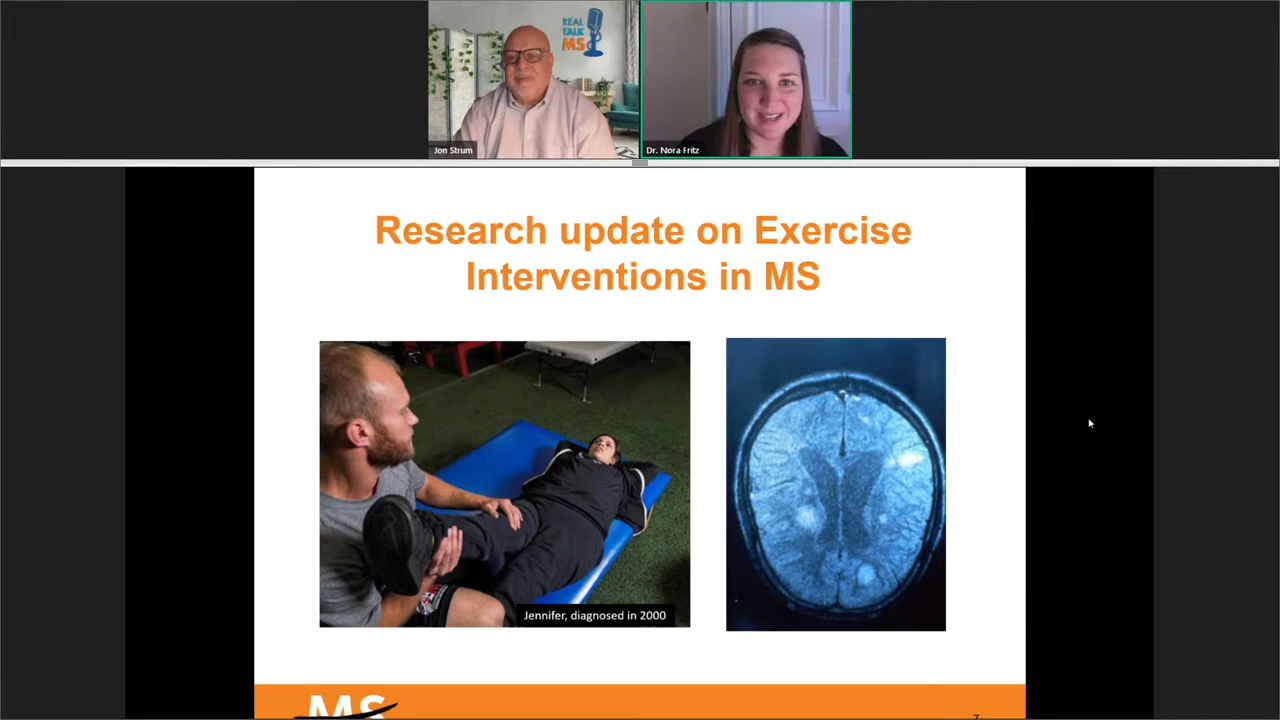 REAL
TALK
MS
Jon Strum
Dr. Nora Fritz
Research update on Exercise
Interventions in MS
Jennifer, diagnosed in 2000
MS